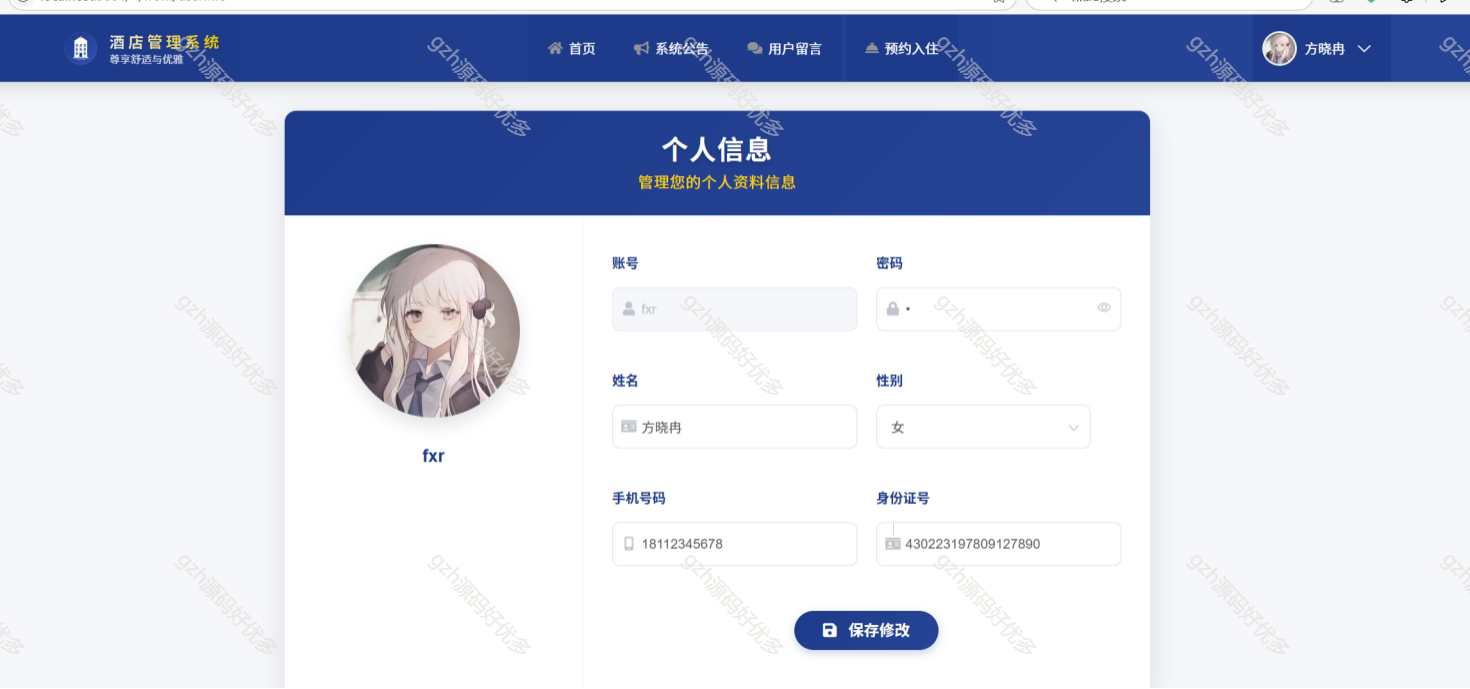 酒店管理系统
尊享舒适与优雅
首页
系统公告
用户留言
预约入住
方晓冉
个人信息
管理您的个人资料信息
fxr
账号
密码
fxr
•
姓名
性别
方晓冉
女
手机号码
身份证号
18112345678
430223197809127890
保存修改
gzh源码好优多